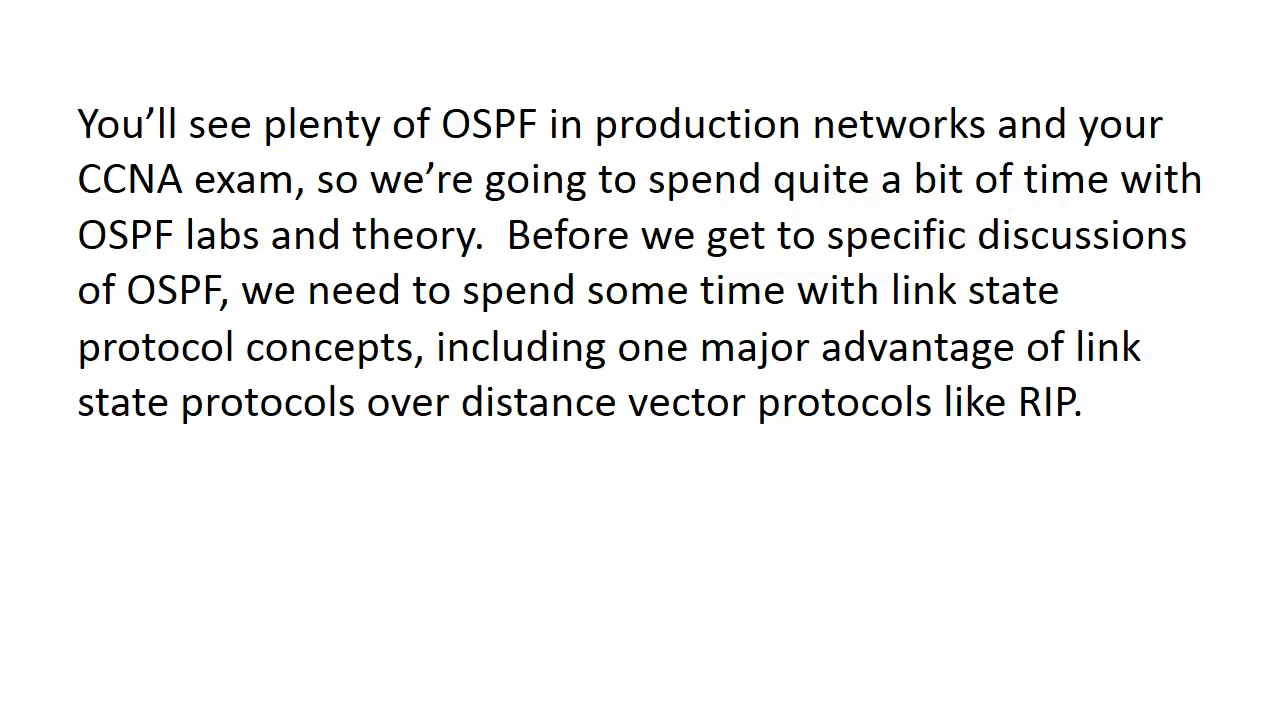 You’ll see plenty of OSPF in production networks and your
CCNA exam, so we’re going to spend quite a bit of time with
OSPF labs and theory.  Before we get to specific discussions
of OSPF, we need to spend some time with link state
protocol concepts, including one major advantage of link
state protocols over distance vector protocols like RIP.